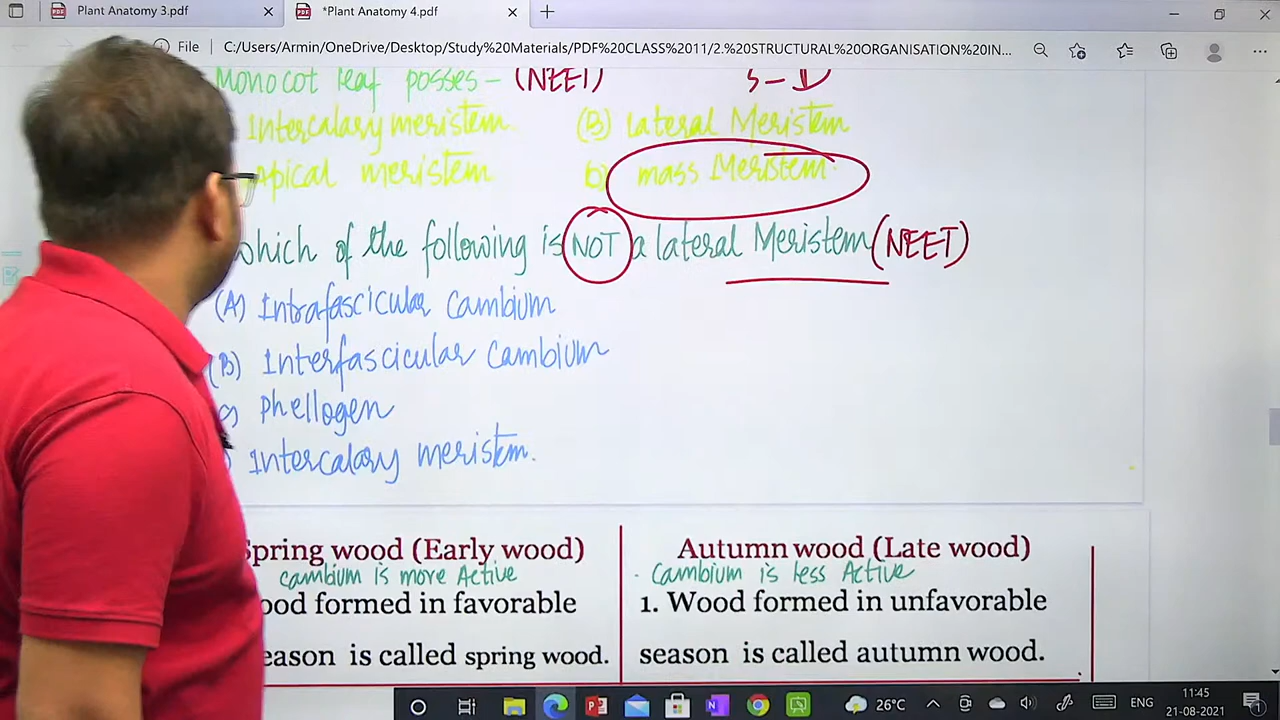 Plant Anatomy 3.pdf
*Plant Anatomy 4.pdf
File C:/Users/Armin/OneDrive/Desktop/Study%20Materials/PDF%20CLASS%2011/2.%20STRUCTURAL%20ORGANISATION%20IN...
Monocot leaf posses – (NEET) S – D
Intercalary meristem (B) Lateral Meristem
apical meristem mass Meristem.
which of the following is NOT a lateral Meristem (NEET)
(A) Intrafascicular Cambium
(B) Interfascicular Cambium
Phellogen
Intercalary meristem.
Spring wood (Early wood) Autumn wood (Late wood)
cambium is more Active Cambium is less Active
ood formed in favorable 1. Wood formed in unfavorable
eason is called spring wood. season is called autumn wood.
26°C ENG 11:45
21-08-2021